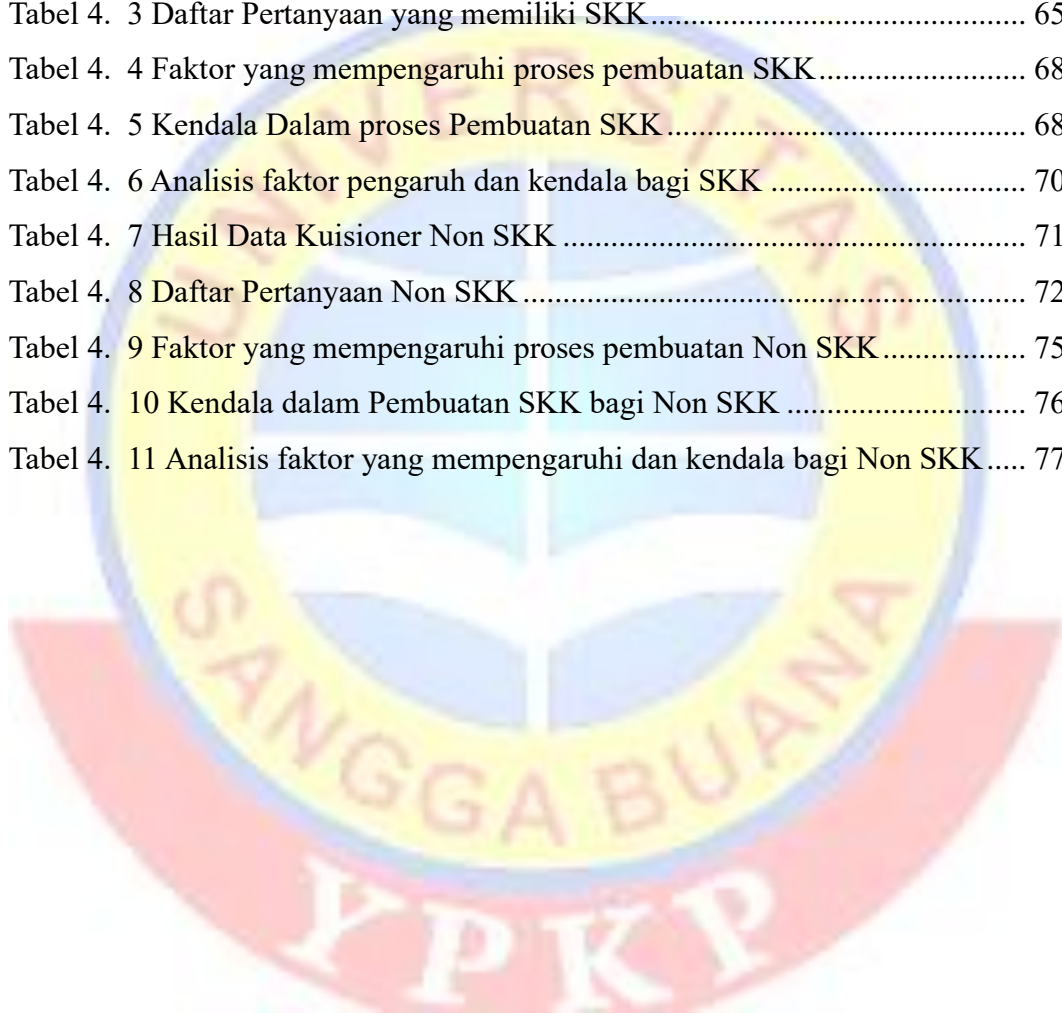 Tabel 4. 3 Daftar Pertanyaan yang memiliki SKK............................................... 65
Tabel 4. 4 Faktor yang mempengaruhi proses pembuatan SKK.......................... 68
Tabel 4. 5 Kendala Dalam proses Pembuatan SKK............................................. 68
Tabel 4. 6 Analisis faktor pengaruh dan kendala bagi SKK ................................ 70
Tabel 4. 7 Hasil Data Kuisioner Non SKK .......................................................... 71
Tabel 4. 8 Daftar Pertanyaan Non SKK ............................................................... 72
Tabel 4. 9 Faktor yang mempengaruhi proses pembuatan Non SKK.................. 75
Tabel 4. 10 Kendala dalam Pembuatan SKK bagi Non SKK .............................. 76
Tabel 4. 11 Analisis faktor yang mempengaruhi dan kendala bagi Non SKK..... 77
UNIVERSITAS
SANGGA BUANA
YPKP